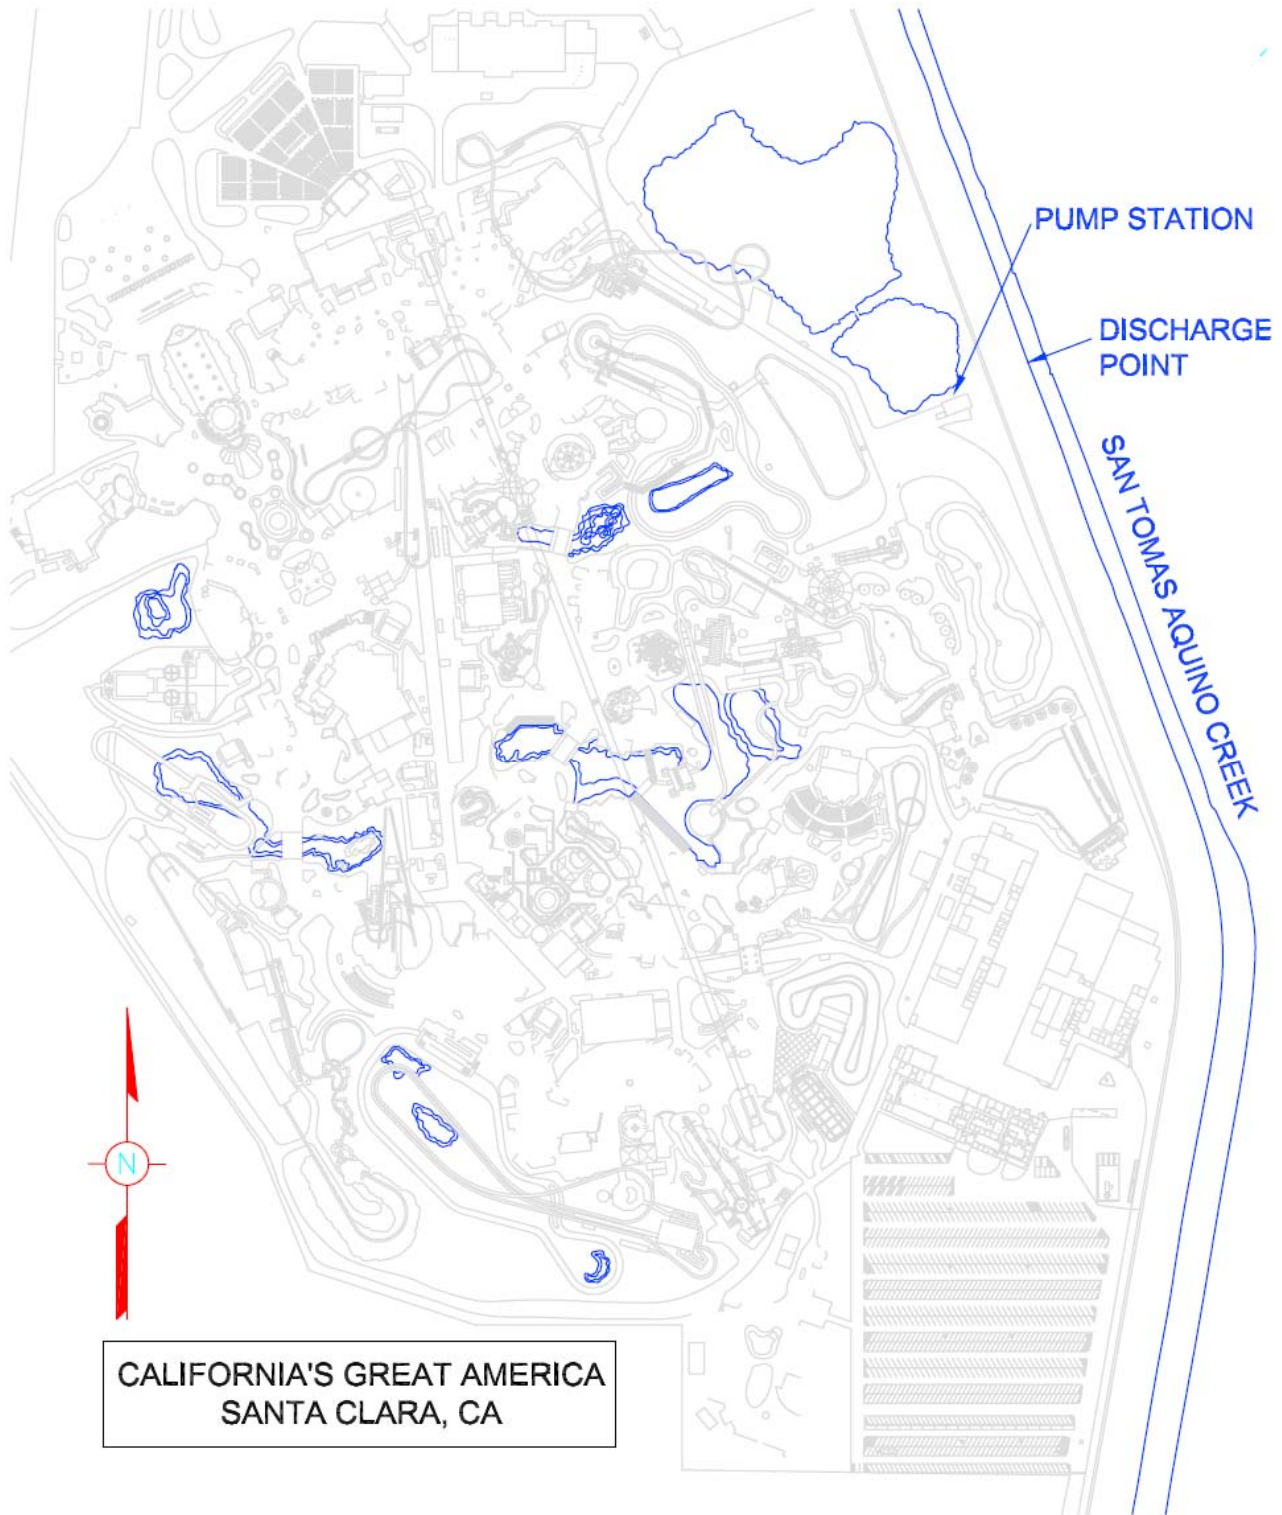 PUMP STATION
DISCHARGE
POINT
SAN TOMAS AQUINO CREEK
N
CALIFORNIA'S GREAT AMERICA
SANTA CLARA, CA